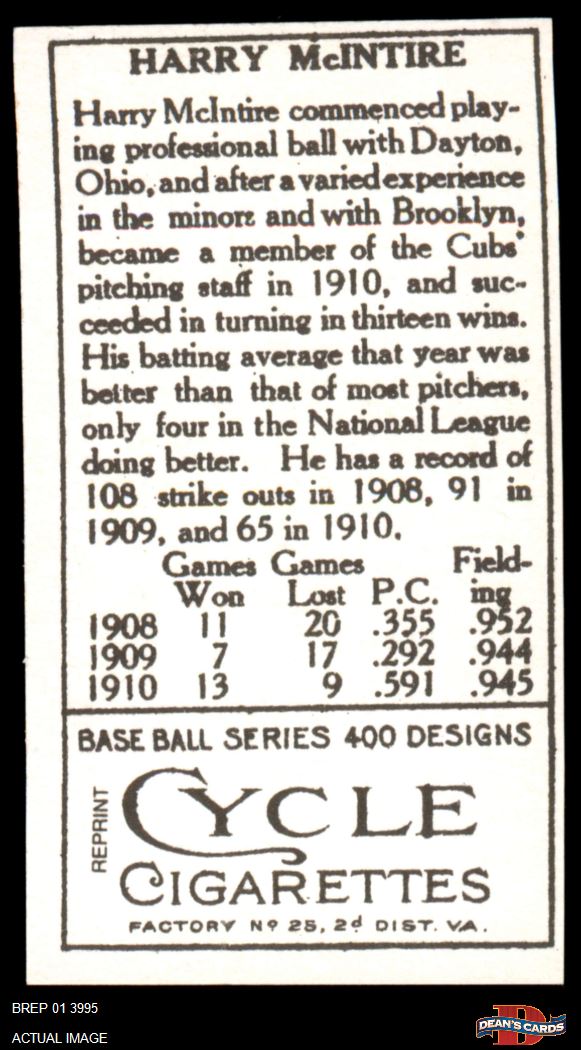 HARRY McINTIRE
Harry McIntire commenced play-
ing professional ball with Dayton,
Ohio, and after a varied experience
in the minors and with Brooklyn,
became a member of the Cubs'
pitching staff in 1910, and suc-
ceeded in turning in thirteen wins.
His batting average that year was
better than that of most pitchers,
only four in the National League
doing better. He has a record of
108 strike outs in 1908, 91 in
1909, and 65 in 1910.
Games Games Field-
Won Lost P.C. ing
1908 11 20 .355 .952
1909 7 17 .292 .944
1910 13 9 .591 .945
BASE BALL SERIES 400 DESIGNS
REPRINT
CYCLE
CIGARETTES
FACTORY Nº 25, 2d DIST. VA.
BREP 01 3995
ACTUAL IMAGE
D
DEAN'S CARDS